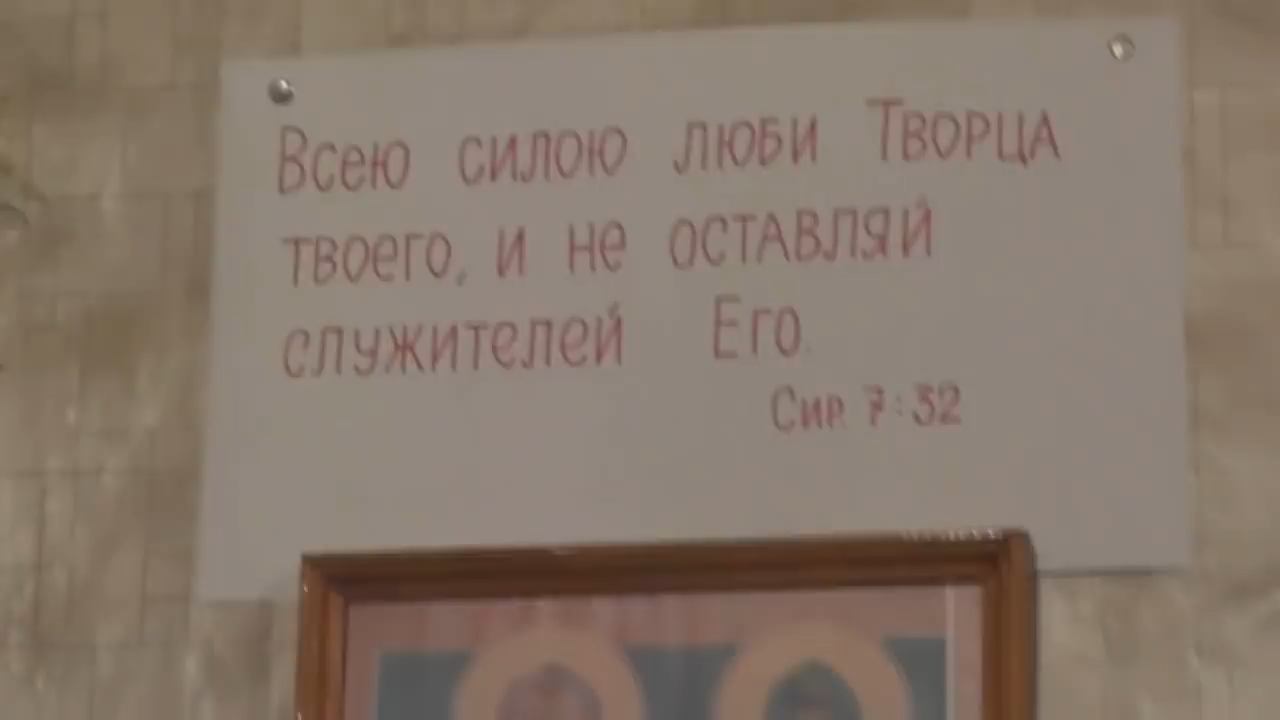 Всею силою люби Творца
твоего, и не оставляй
служителей Его.
Сир. 7:32